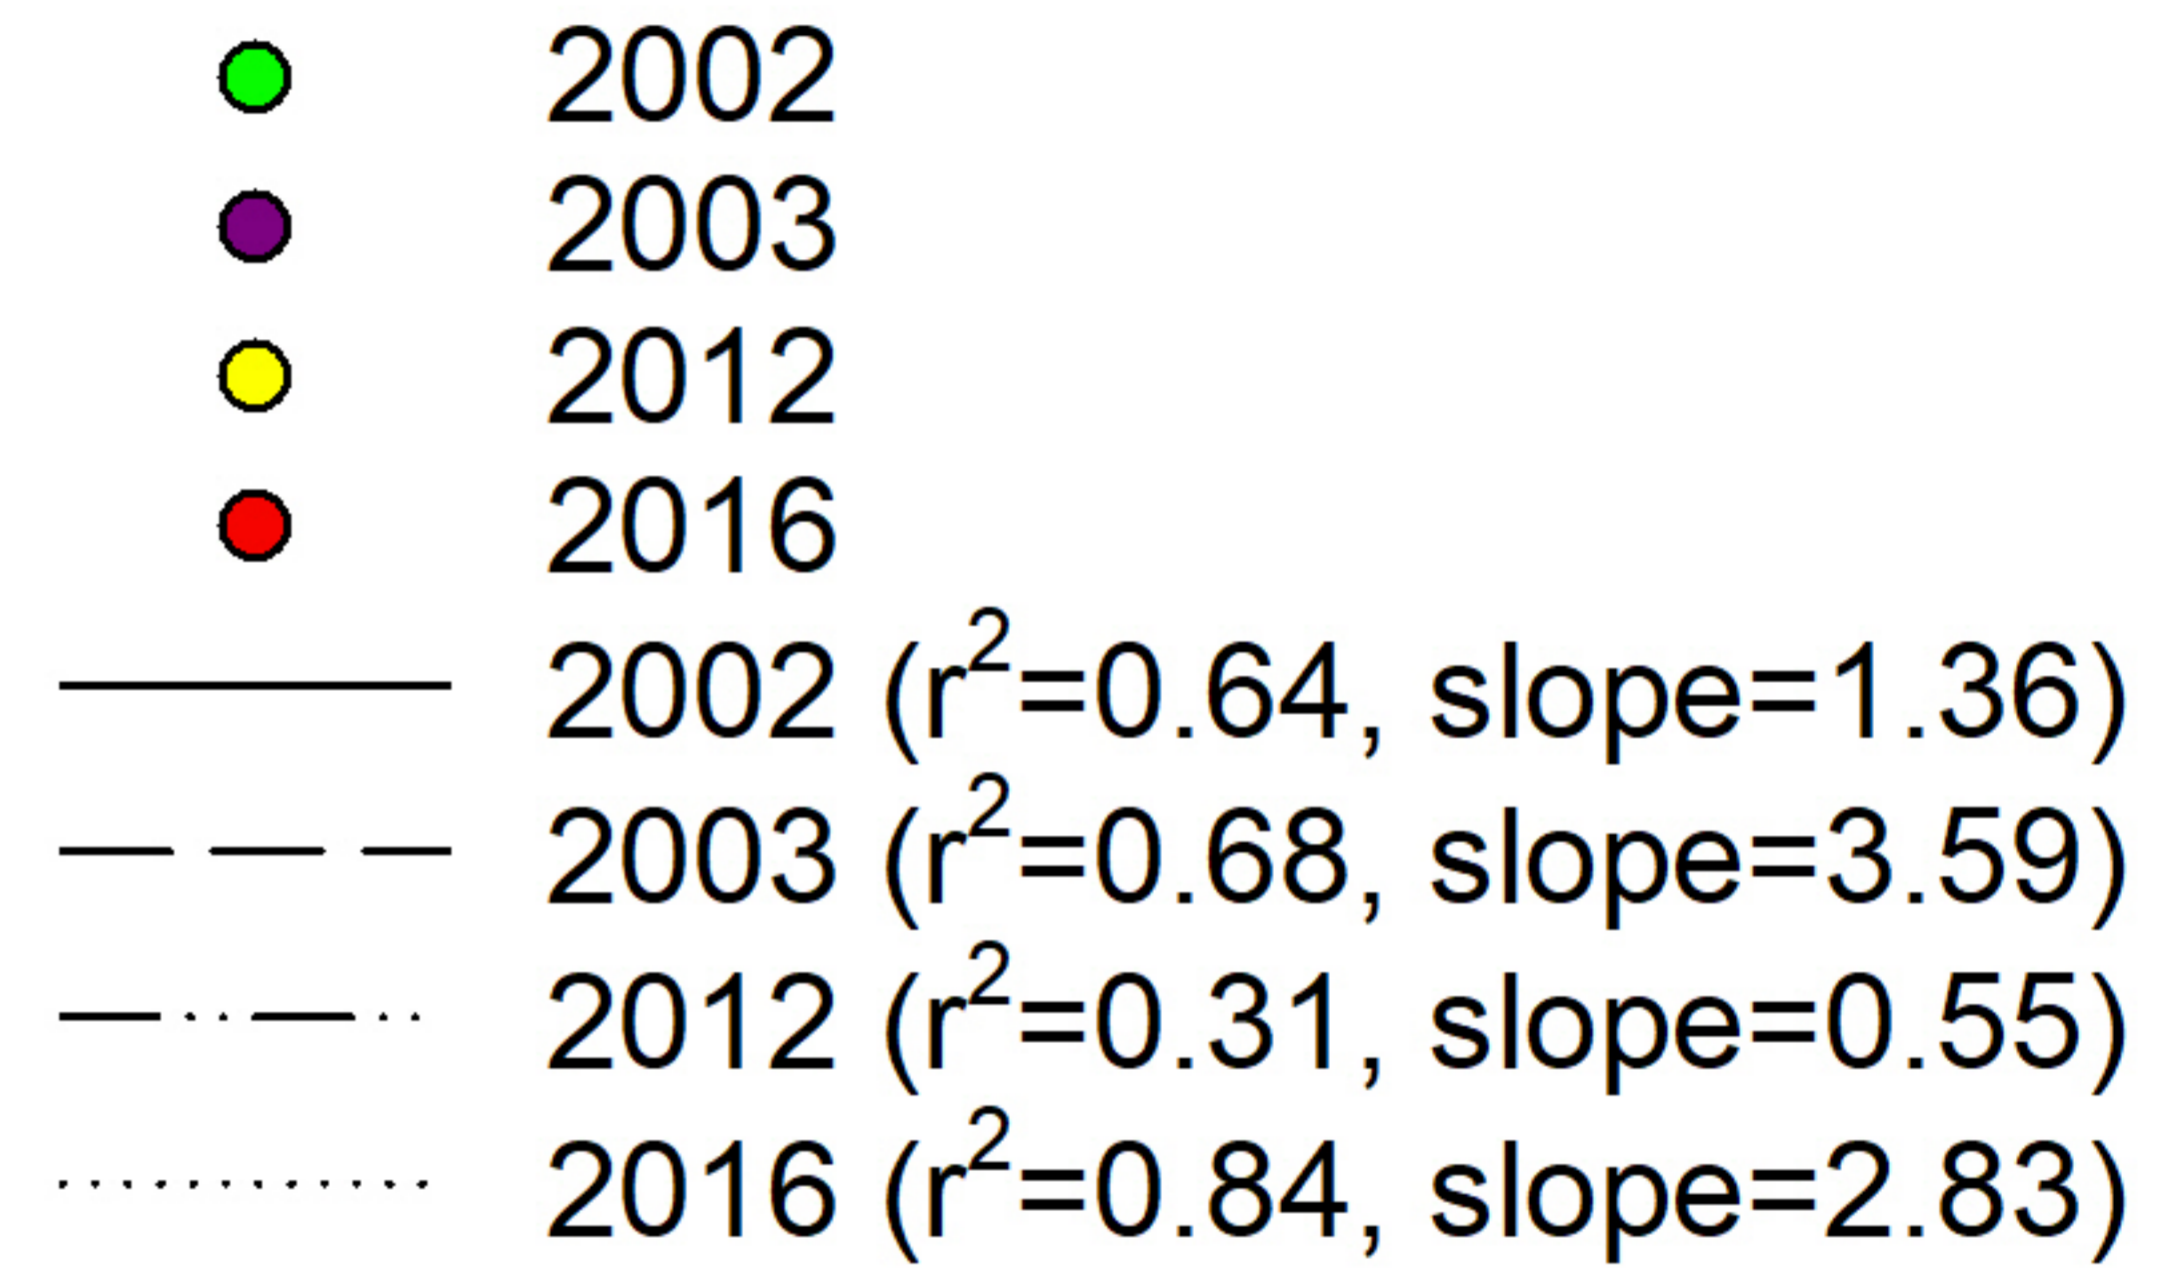 2002
2003
2012
2016
2002 (r²=0.64, slope=1.36)
2003 (r²=0.68, slope=3.59)
2012 (r²=0.31, slope=0.55)
2016 (r²=0.84, slope=2.83)